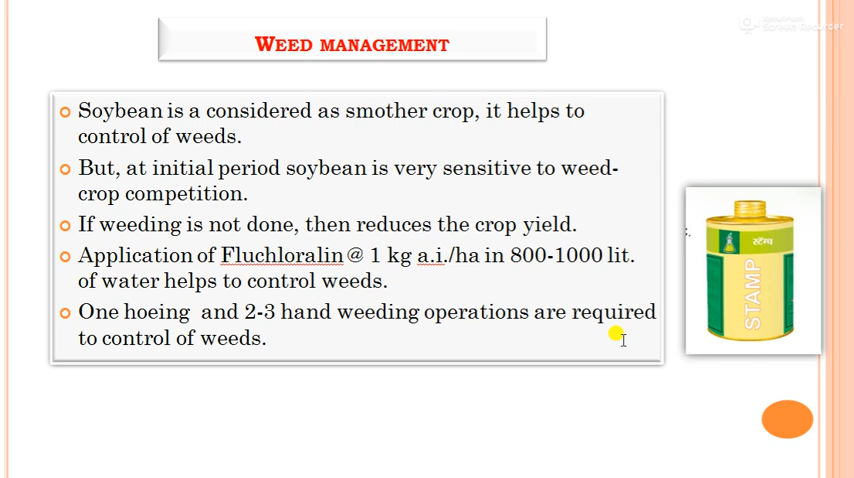 WEED MANAGEMENT
Soybean is a considered as smother crop, it helps to
control of weeds.
But, at initial period soybean is very sensitive to weed-
crop competition.
If weeding is not done, then reduces the crop yield.
Application of Fluchloralin @ 1 kg a.i./ha in 800-1000 lit.
of water helps to control weeds.
One hoeing and 2-3 hand weeding operations are required
to control of weeds.
स्टॉम्प
STAMP
Screen Recorder